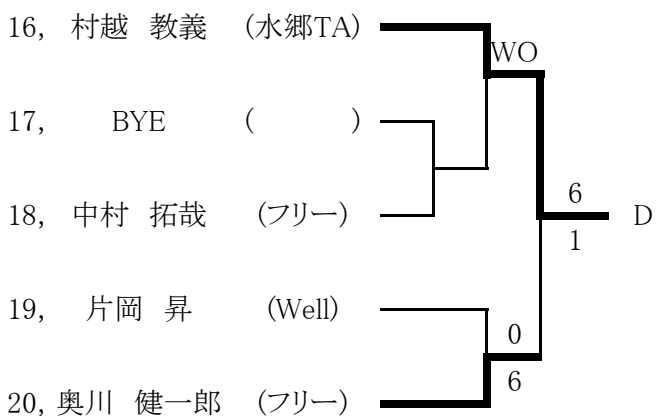 16, 村越 教義 (水郷TA)
WO
17, BYE ( )
18, 中村 拓哉 (フリー)
6
D
1
19, 片岡 昇 (Well)
0
6
20, 奥川 健一郎 (フリー)